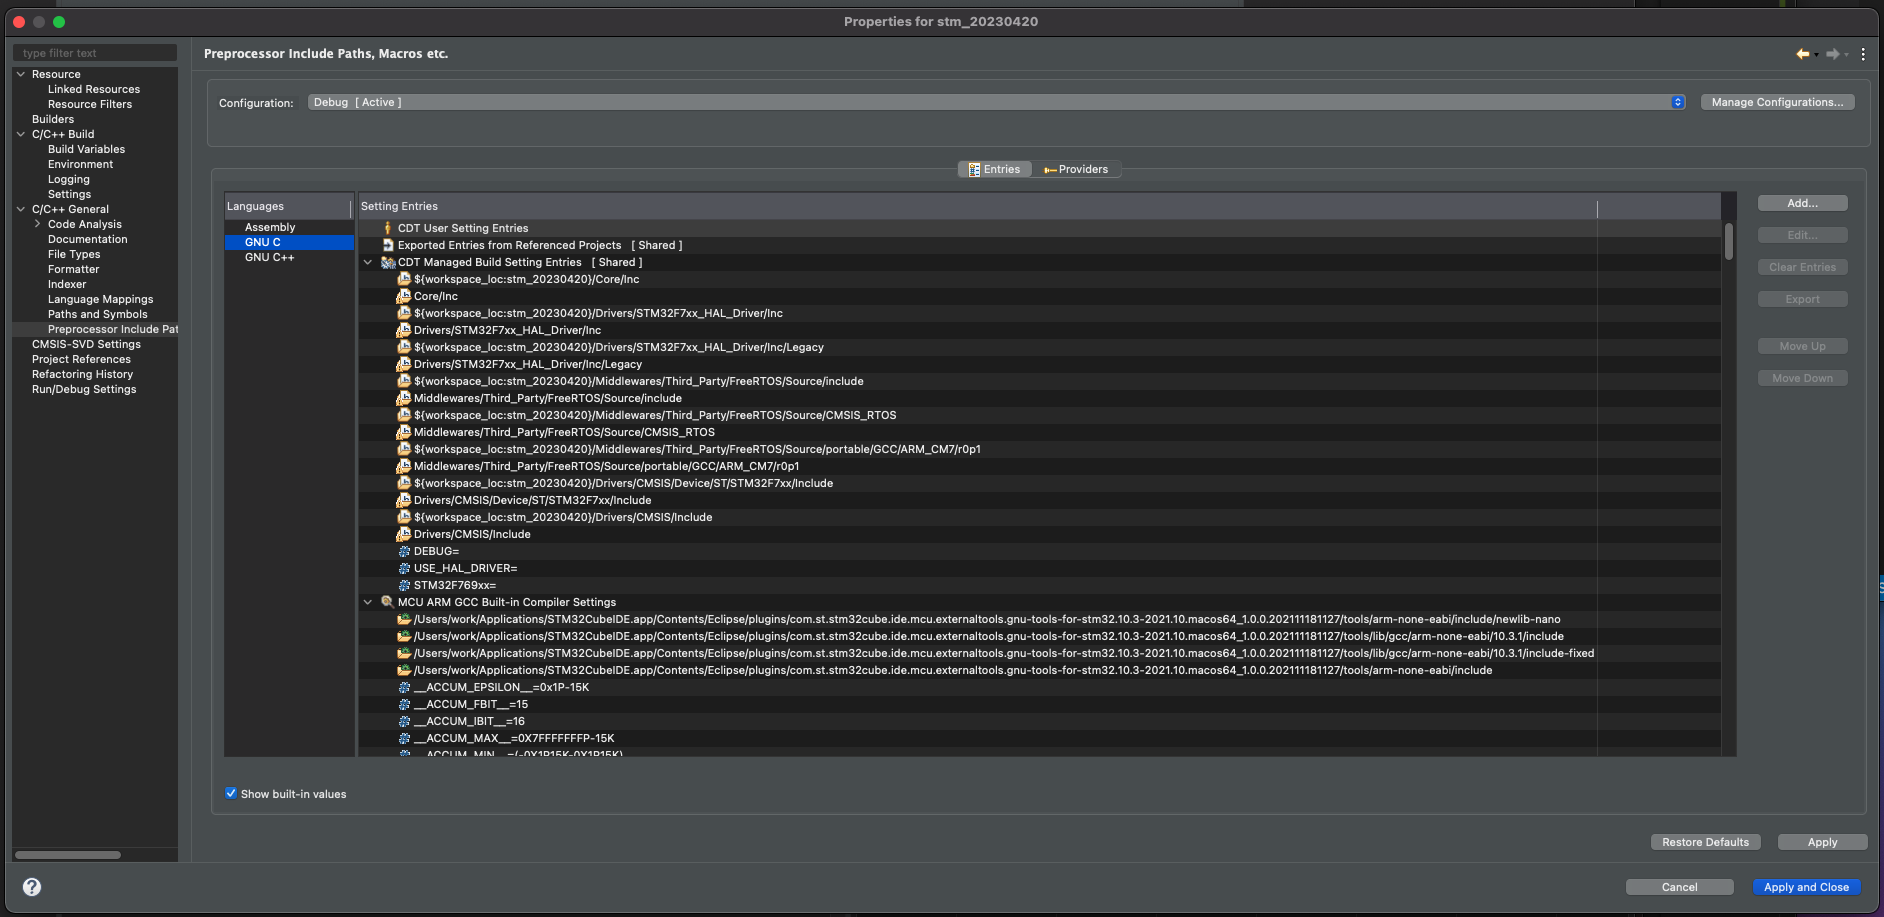 Properties for stm_20230420
type filter text
Resource
Linked Resources
Resource Filters
Builders
C/C++ Build
Build Variables
Environment
Logging
Settings
C/C++ General
Code Analysis
Documentation
File Types
Formatter
Indexer
Language Mappings
Paths and Symbols
Preprocessor Include Pat
CMSIS-SVD Settings
Project References
Refactoring History
Run/Debug Settings
Preprocessor Include Paths, Macros etc.
Configuration:
Debug [ Active ]
Manage Configurations...
Entries
Providers
Languages
Assembly
GNU C
GNU C++
Setting Entries
CDT User Setting Entries
Exported Entries from Referenced Projects [ Shared ]
CDT Managed Build Setting Entries [ Shared ]
${workspace_loc:stm_20230420}/Core/Inc
Core/Inc
${workspace_loc:stm_20230420}/Drivers/STM32F7xx_HAL_Driver/Inc
Drivers/STM32F7xx_HAL_Driver/Inc
${workspace_loc:stm_20230420}/Drivers/STM32F7xx_HAL_Driver/Inc/Legacy
Drivers/STM32F7xx_HAL_Driver/Inc/Legacy
${workspace_loc:stm_20230420}/Middlewares/Third_Party/FreeRTOS/Source/include
Middlewares/Third_Party/FreeRTOS/Source/include
${workspace_loc:stm_20230420}/Middlewares/Third_Party/FreeRTOS/Source/CMSIS_RTOS
Middlewares/Third_Party/FreeRTOS/Source/CMSIS_RTOS
${workspace_loc:stm_20230420}/Middlewares/Third_Party/FreeRTOS/Source/portable/GCC/ARM_CM7/r0p1
Middlewares/Third_Party/FreeRTOS/Source/portable/GCC/ARM_CM7/r0p1
${workspace_loc:stm_20230420}/Drivers/CMSIS/Device/ST/STM32F7xx/Include
Drivers/CMSIS/Device/ST/STM32F7xx/Include
${workspace_loc:stm_20230420}/Drivers/CMSIS/Include
Drivers/CMSIS/Include
DEBUG=
USE_HAL_DRIVER=
STM32F769xx=
MCU ARM GCC Built-in Compiler Settings
/Users/work/Applications/STM32CubeIDE.app/Contents/Eclipse/plugins/com.st.stm32cube.ide.mcu.externaltools.gnu-tools-for-stm32.10.3-2021.10.macos64_1.0.0.202111181127/tools/arm-none-eabi/include/newlib-nano
/Users/work/Applications/STM32CubeIDE.app/Contents/Eclipse/plugins/com.st.stm32cube.ide.mcu.externaltools.gnu-tools-for-stm32.10.3-2021.10.macos64_1.0.0.202111181127/tools/lib/gcc/arm-none-eabi/10.3.1/include
/Users/work/Applications/STM32CubeIDE.app/Contents/Eclipse/plugins/com.st.stm32cube.ide.mcu.externaltools.gnu-tools-for-stm32.10.3-2021.10.macos64_1.0.0.202111181127/tools/lib/gcc/arm-none-eabi/10.3.1/include-fixed
/Users/work/Applications/STM32CubeIDE.app/Contents/Eclipse/plugins/com.st.stm32cube.ide.mcu.externaltools.gnu-tools-for-stm32.10.3-2021.10.macos64_1.0.0.202111181127/tools/arm-none-eabi/include
__ACCUM_EPSILON__=0x1P-15K
__ACCUM_FBIT__=15
__ACCUM_IBIT__=16
__ACCUM_MAX__=0X7FFFFFFFP-15K
__ACCUM_MIN__=(-0X1P15K-0X1P15K)
Add...
Edit...
Clear Entries
Export
Move Up
Move Down
Show built-in values
Restore Defaults
Apply
Cancel
Apply and Close